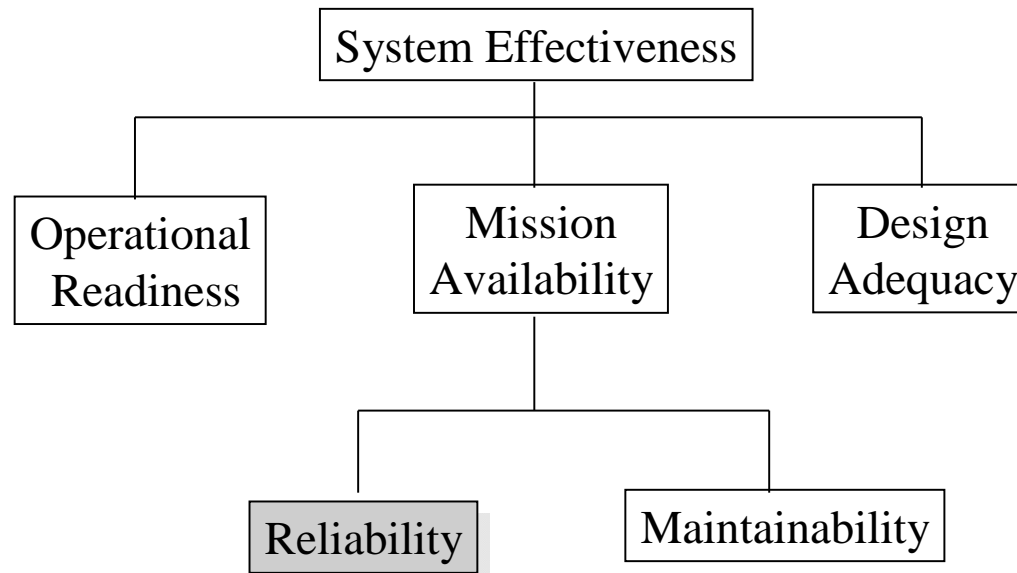 System Effectiveness
Operational
Readiness
Mission
Availability
Design
Adequacy
Reliability
Maintainability